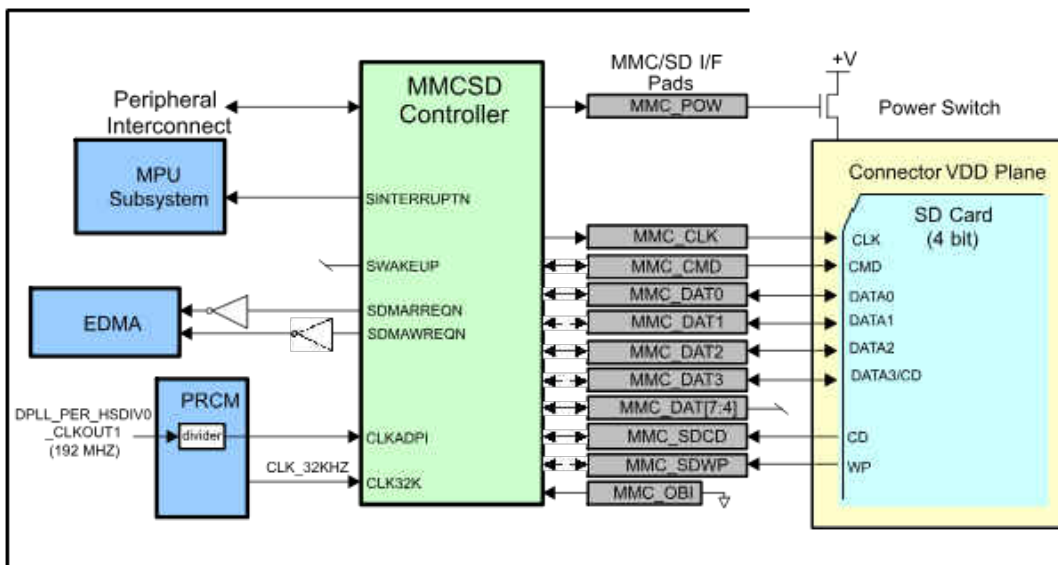 Peripheral
Interconnect
MPU
Subsystem
EDMA
PRCM
DPLL_PER_HSDIV0
_CLKOUT1
(192 MHZ)
divider
CLK_32KHZ
MMCSD
Controller
SINTERRUPTN
SWAKEUP
SDMARREQN
SDMAWREQN
CLKADPI
CLK32K
MMC/SD I/F
Pads
MMC_POW
MMC_CLK
MMC_CMD
MMC_DAT0
MMC_DAT1
MMC_DAT2
MMC_DAT3
MMC_DAT[7:4]
MMC_SDCD
MMC_SDWP
MMC_OBI
+V
Power Switch
Connector VDD Plane
SD Card
(4 bit)
CLK
CMD
DATA0
DATA1
DATA2
DATA3/CD
CD
WP